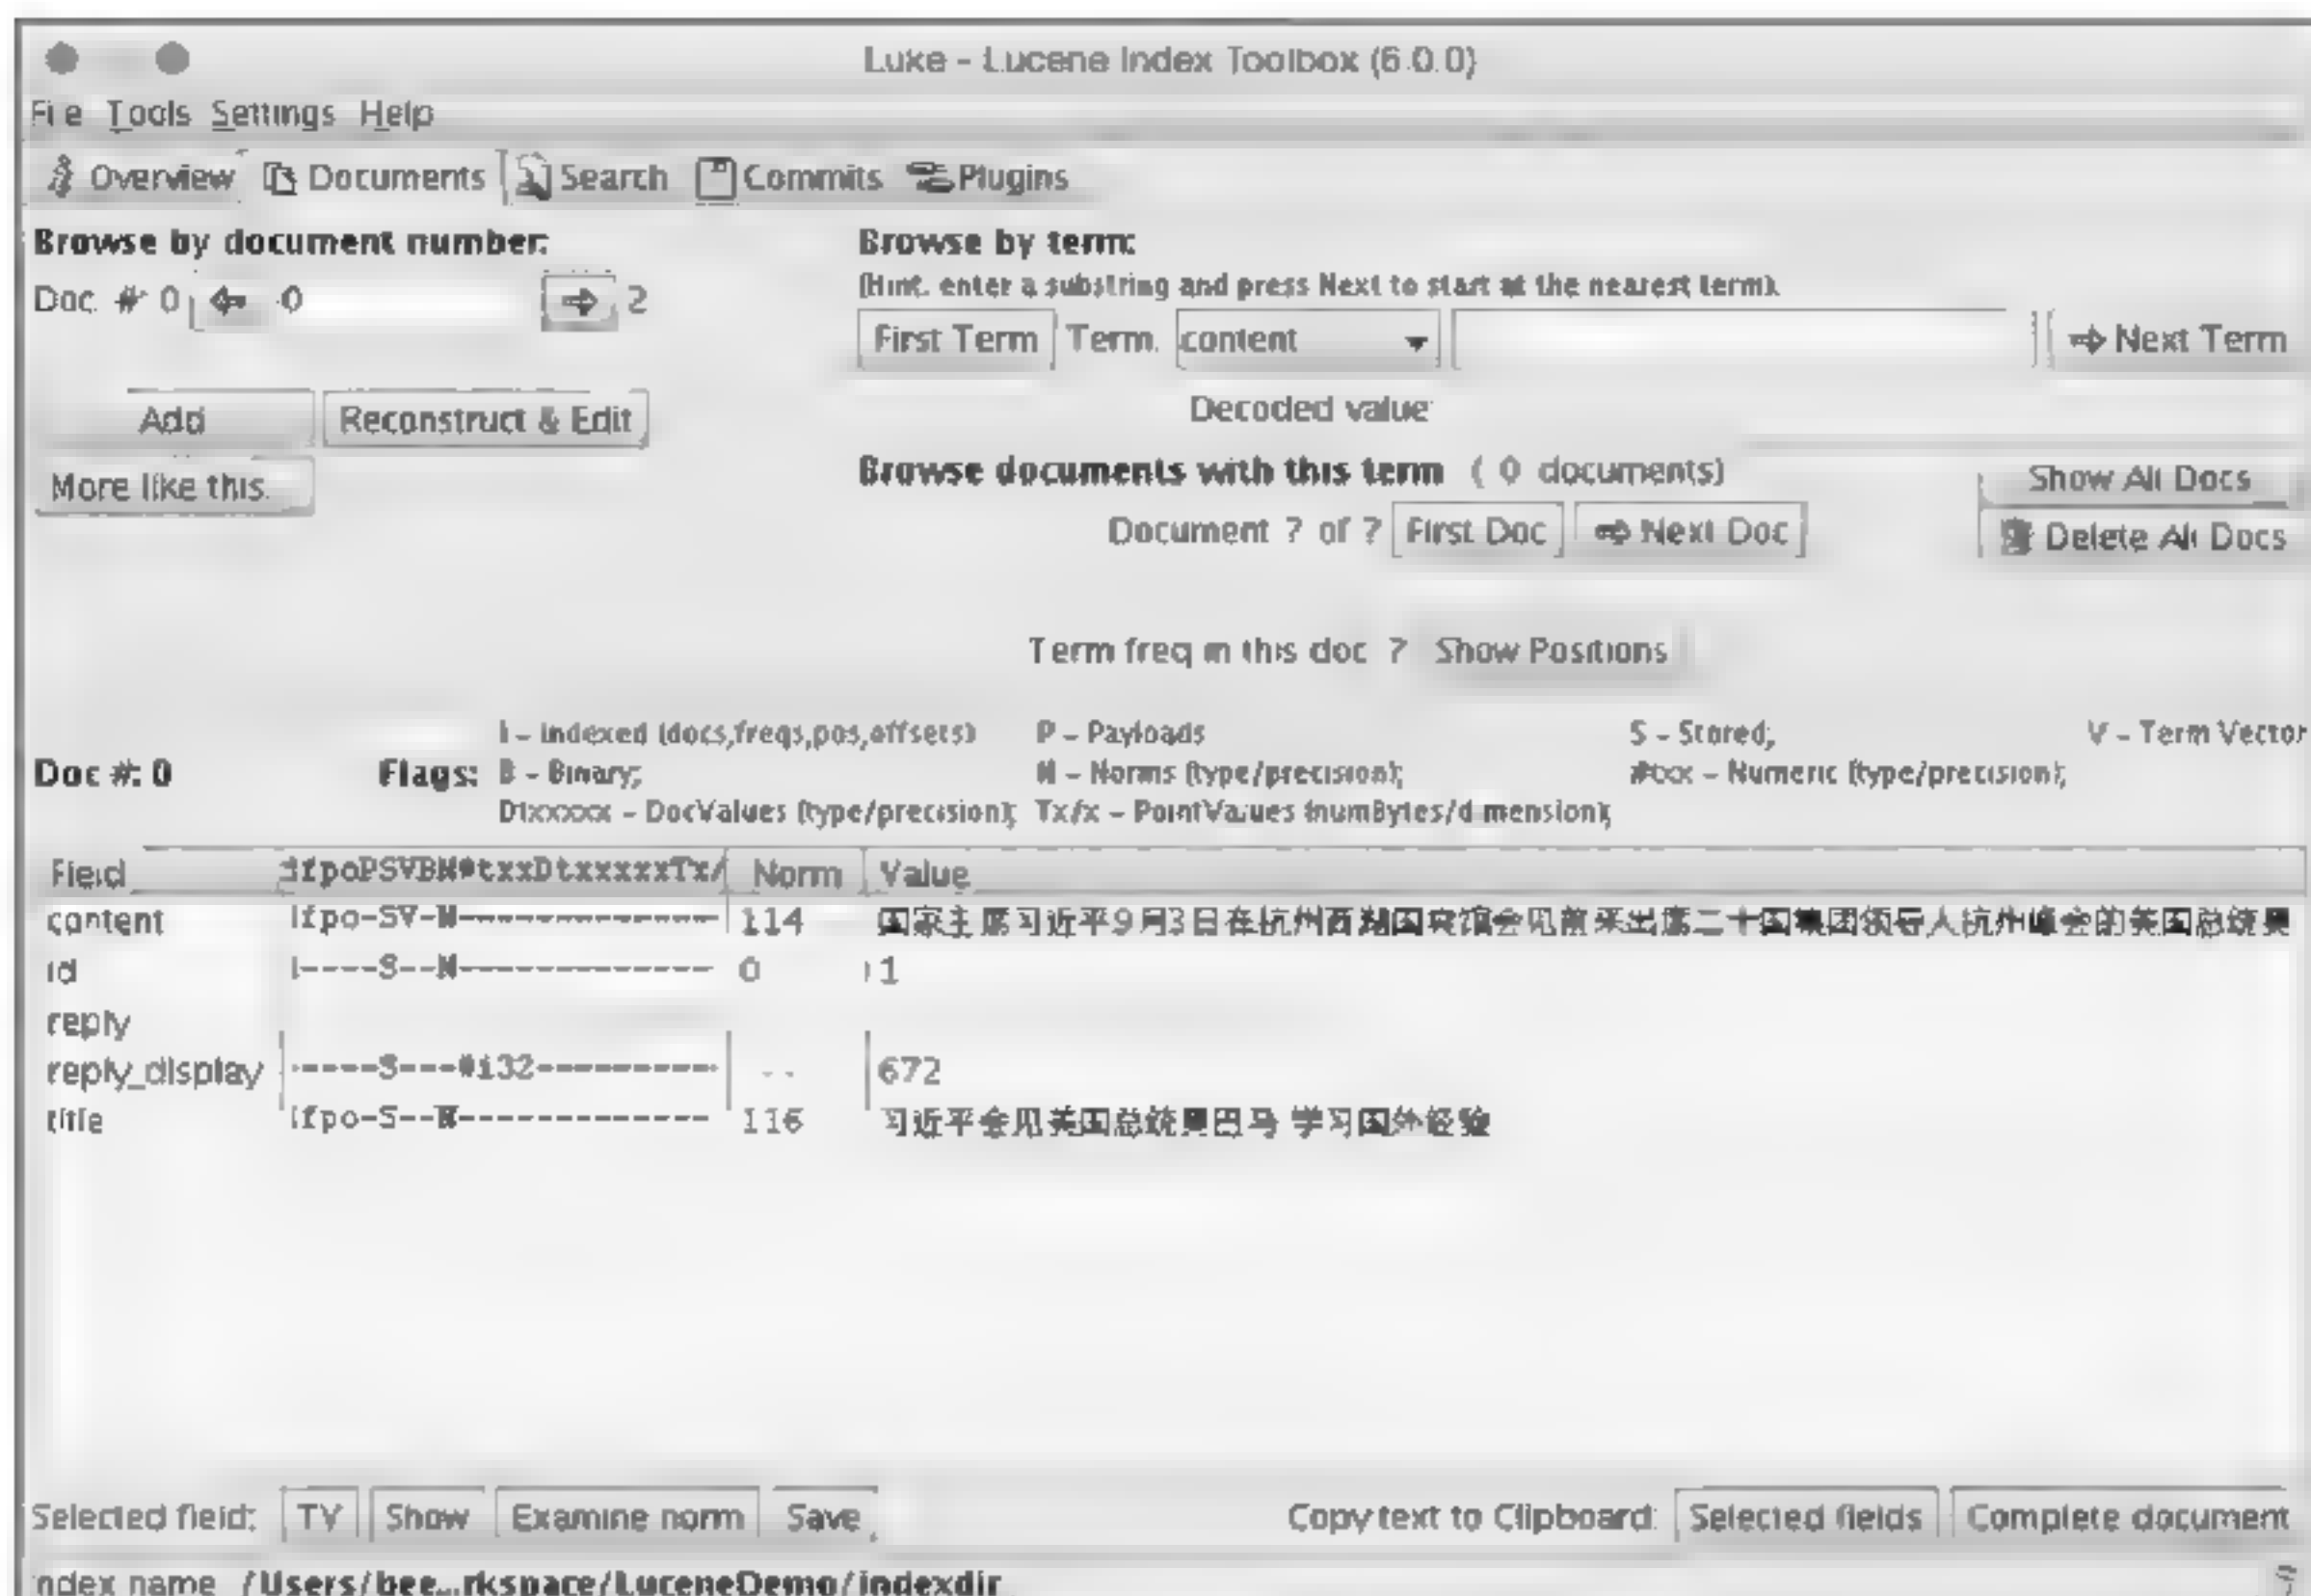 Luke - Lucene Index Toolbox (6.0.0)
File Tools Settings Help
Overview Documents Search Commits Plugins
Browse by document number: Browse by term:
(Hint: enter a substring and press Next to start at the nearest term).
Doc. #: 0 0 2
First Term Term: content Next Term
Add Reconstruct & Edit Decoded value:
More like this... Browse documents with this term ( 0 documents) Show All Docs
Document ? of ? First Doc Next Doc Delete All Docs
Term freq in this doc: ? Show Positions
I - Indexed (docs,freqs,pos,offsets) P - Payloads S - Stored; V - Term Vector
Doc #: 0 Flags: B - Binary; N - Norms (type/precision); #txx - Numeric (type/precision);
Dtxxxxx - DocValues (type/precision); Tx/x - PointValues (numBytes/dimension);
Field IdfpoPSVBN#txxDtxxxxxTx/ Norm Value
content Ifpo-SV-N------------- 114 国家主席习近平9月3日在杭州西湖国宾馆会见前来出席二十国集团领导人杭州峰会的美国总统奥
id I----S--N------------- 0 1
reply
reply_display -----S---#i32---------- 672
title Ifpo-S--N------------- 116 习近平会见美国总统奥巴马 学习国外经验
Selected field: TV Show Examine norm Save Copy text to Clipboard: Selected fields Complete document
Index name: /Users/bee...rkspace/LuceneDemo/indexdir